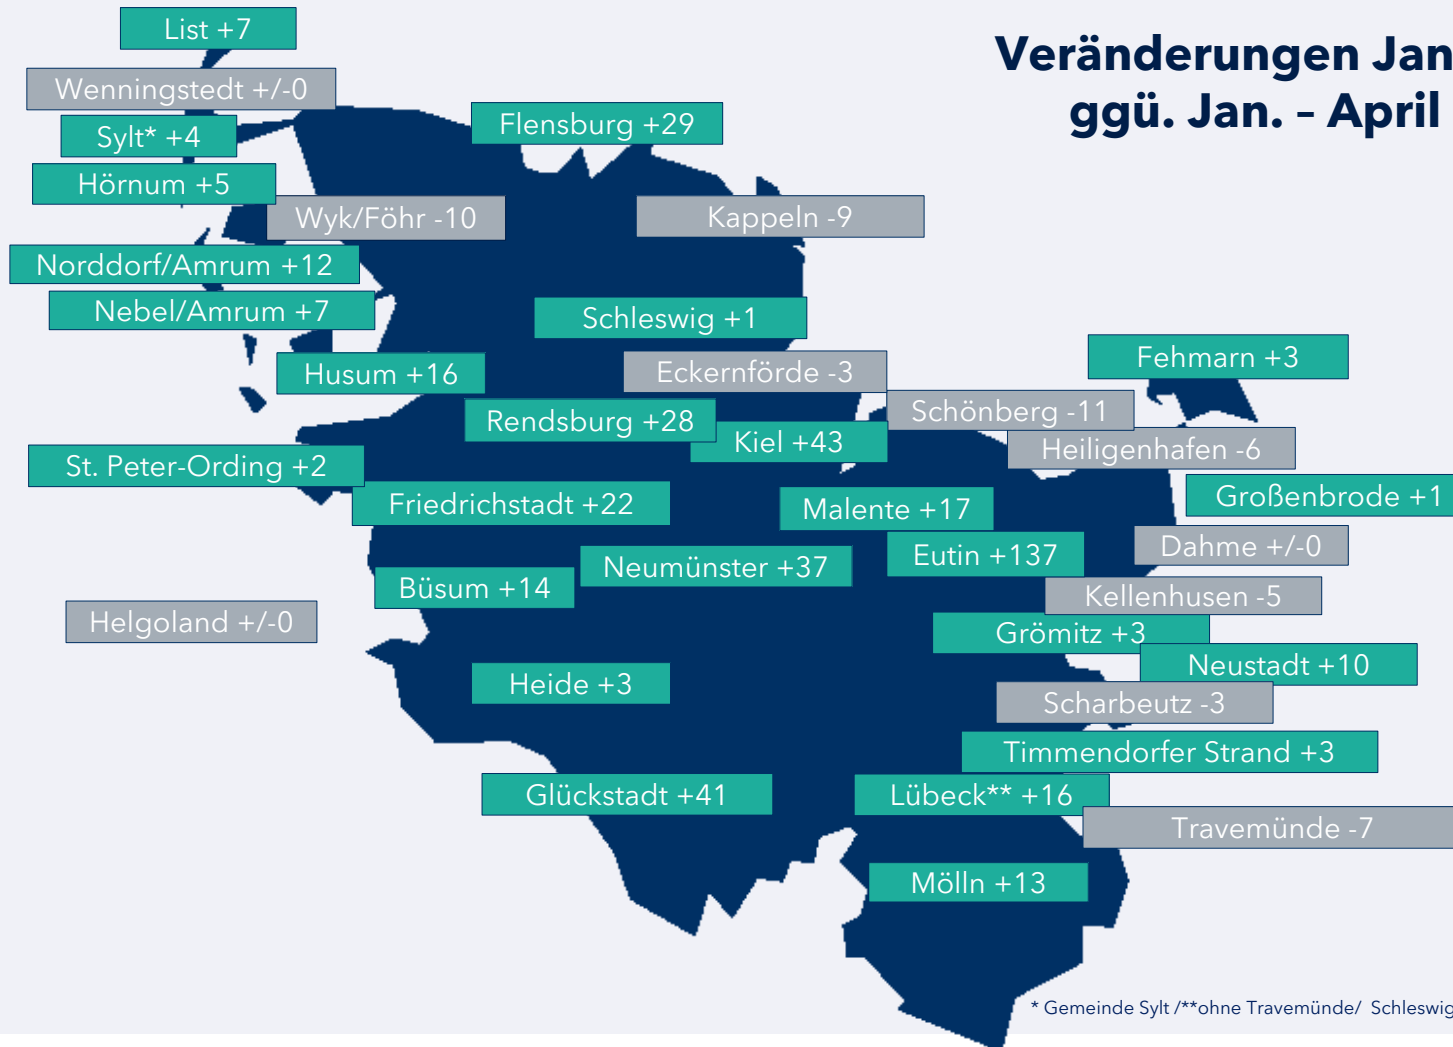 Veränderungen Jan
ggü. Jan. – April
List +7
Wenningstedt +/-0
Sylt* +4
Flensburg +29
Hörnum +5
Wyk/Föhr -10
Kappeln -9
Norddorf/Amrum +12
Nebel/Amrum +7
Schleswig +1
Fehmarn +3
Husum +16
Eckernförde -3
Schönberg -11
Rendsburg +28
Kiel +43
Heiligenhafen -6
St. Peter-Ording +2
Friedrichstadt +22
Malente +17
Großenbrode +1
Dahme +/-0
Eutin +137
Neumünster +37
Büsum +14
Kellenhusen -5
Helgoland +/-0
Grömitz +3
Neustadt +10
Heide +3
Scharbeutz -3
Timmendorfer Strand +3
Glückstadt +41
Lübeck** +16
Travemünde -7
Mölln +13
* Gemeinde Sylt /**ohne Travemünde/ Schleswig